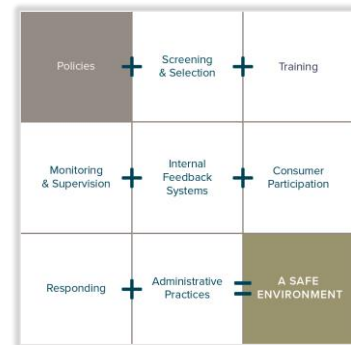 Policies
+
Screening
& Selection
+
Training
Monitoring
& Supervision
+
Internal
Feedback
Systems
+
Consumer
Participation
Responding
+
Administrative
Practices
=
A SAFE
ENVIRONMENT